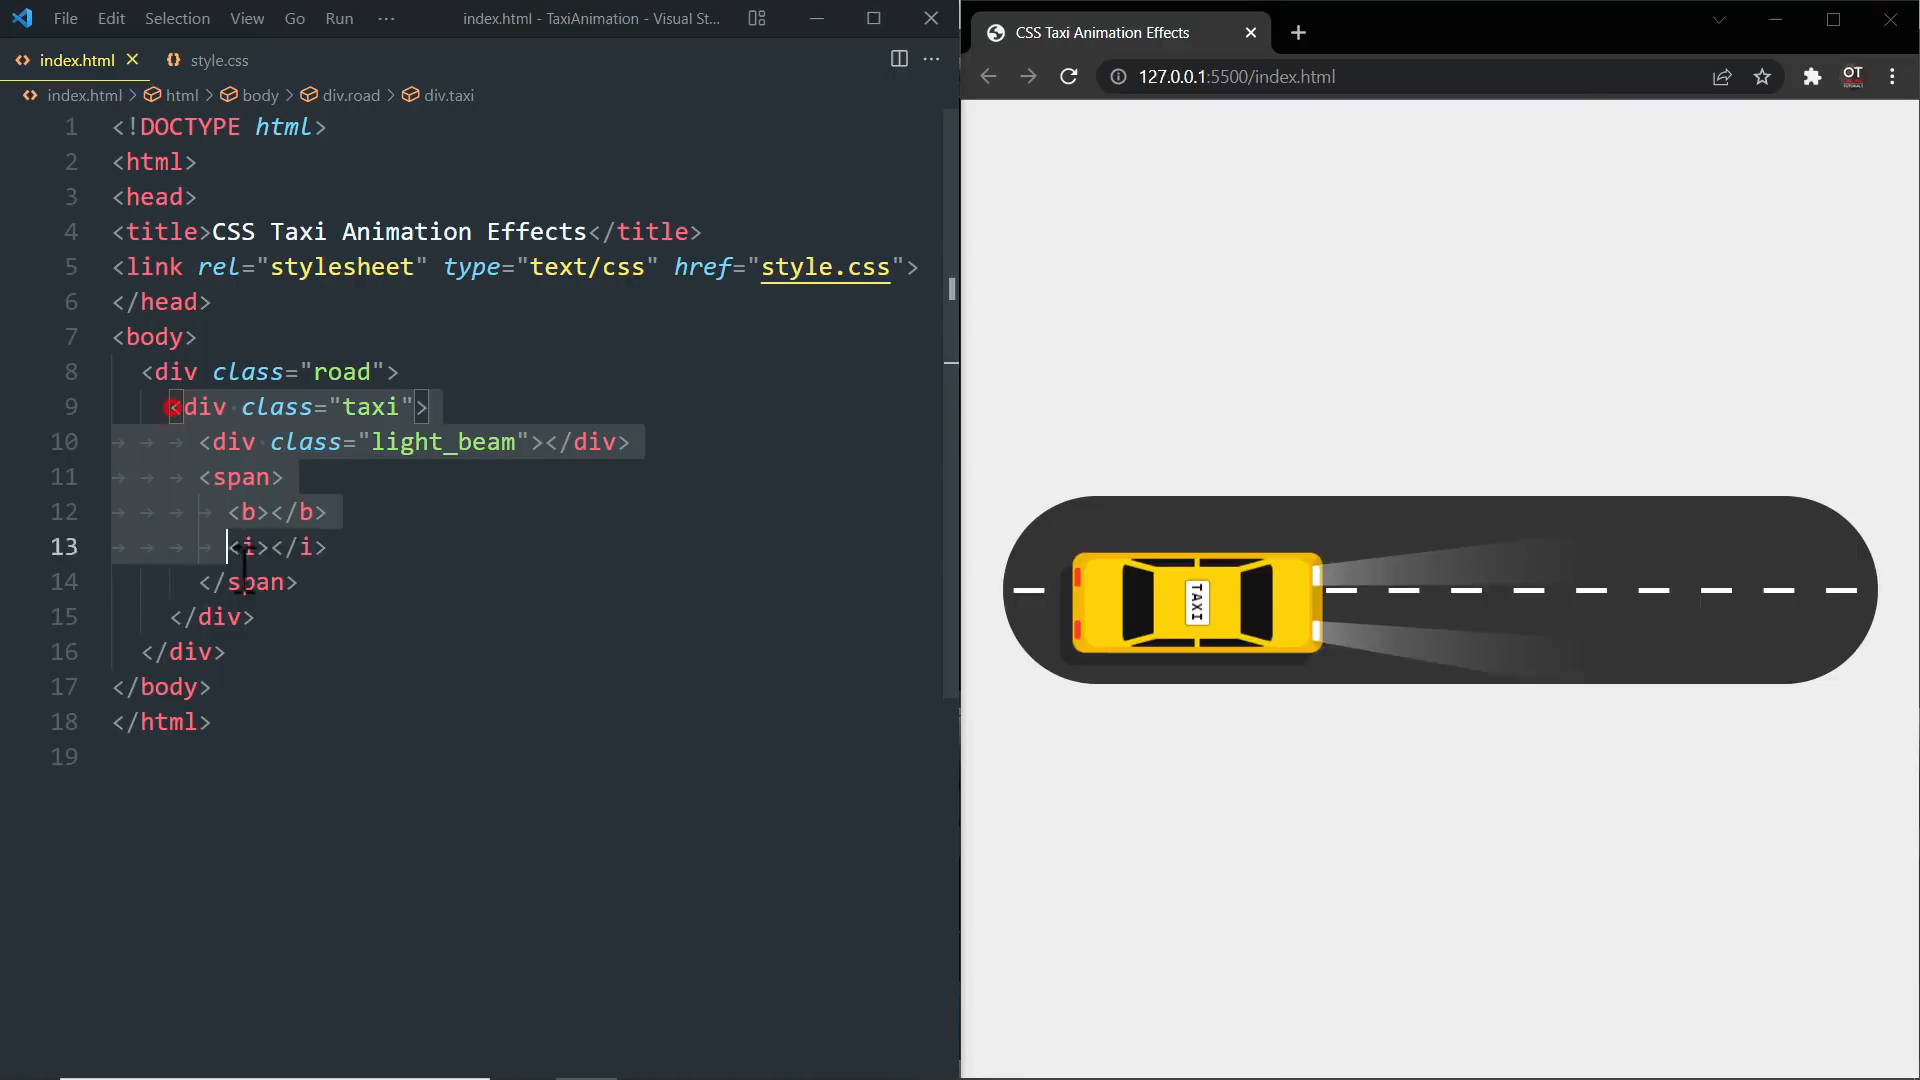 File Edit Selection View Go Run ··· index.html - TaxiAnimation - Visual St...
index.html style.css
index.html > html > body > div.road > div.taxi
1 <!DOCTYPE html>
2 <html>
3 <head>
4 <title>CSS Taxi Animation Effects</title>
5 <link rel="stylesheet" type="text/css" href="style.css">
6 </head>
7 <body>
8 <div class="road">
9 <div class="taxi">
10 <div class="light_beam"></div>
11 <span>
12 <b></b>
13 <i></i>
14 </span>
15 </div>
16 </div>
17 </body>
18 </html>
19
CSS Taxi Animation Effects
127.0.0.1:5500/index.html
OT
TAXI